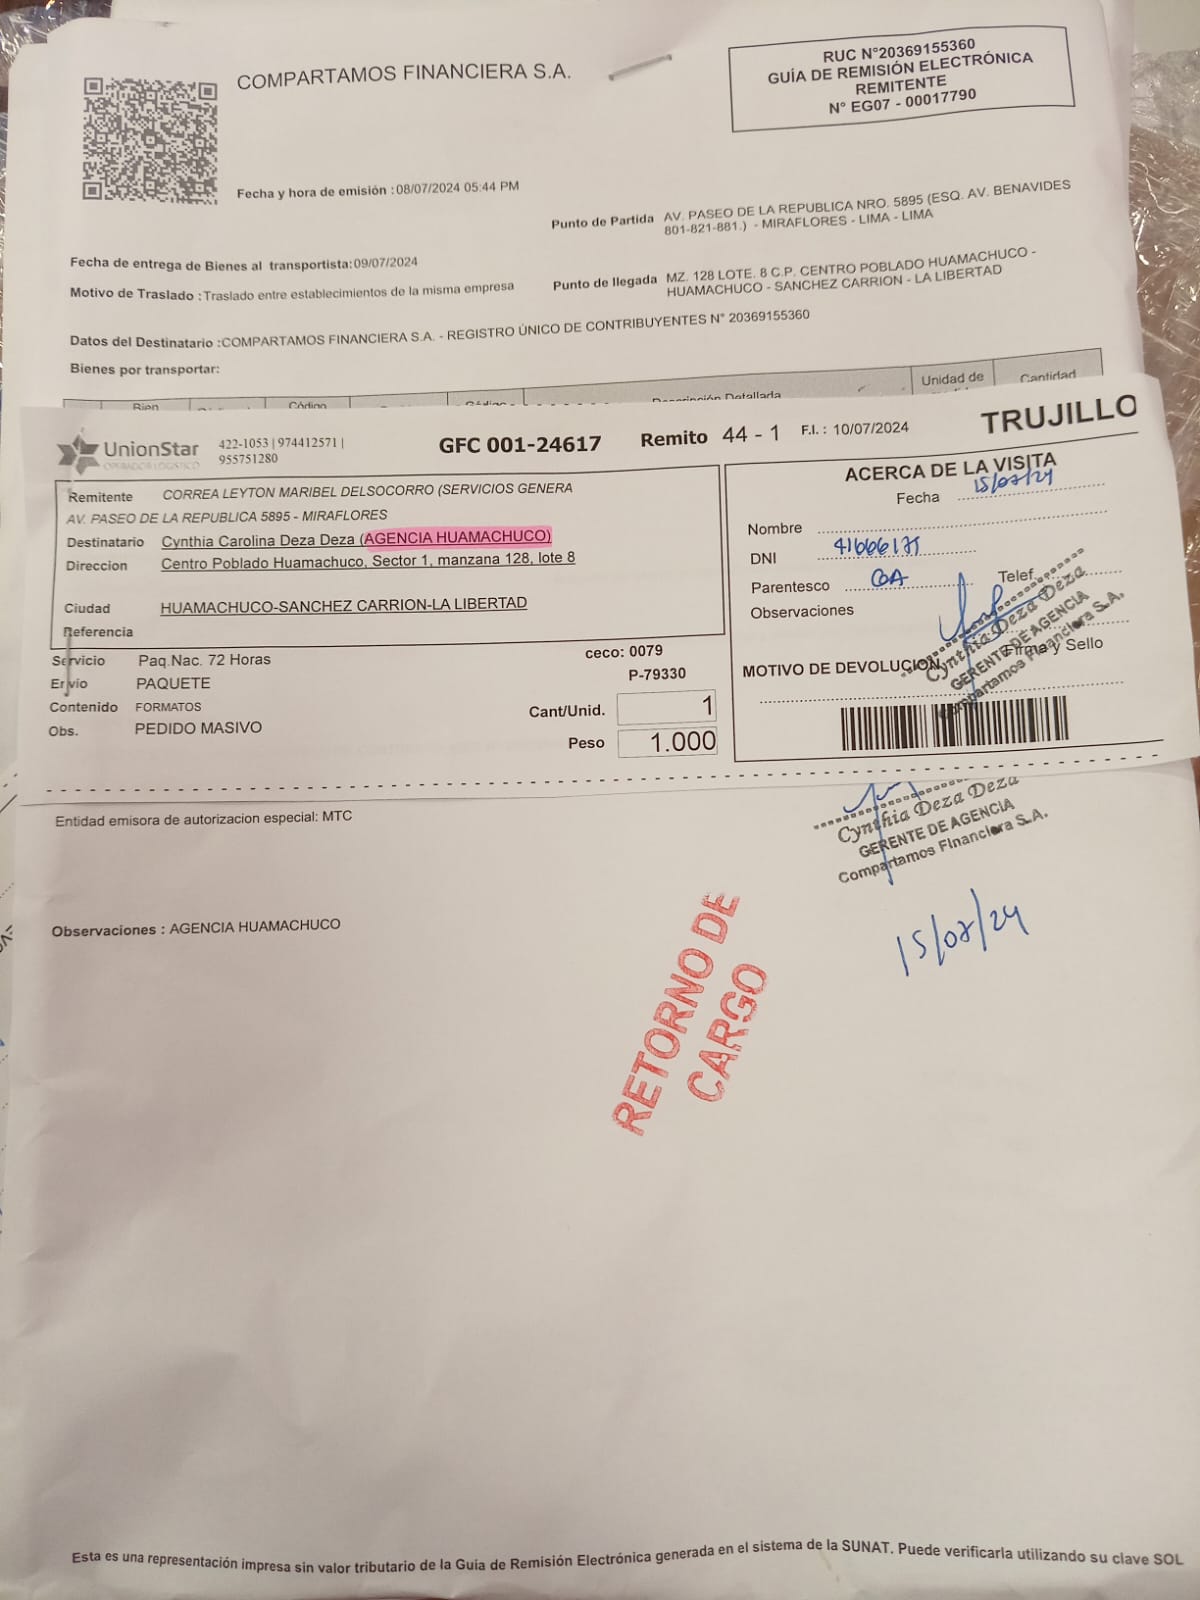 COMPARTAMOS FINANCIERA S.A.
RUC N°20369155360
GUÍA DE REMISIÓN ELECTRÓNICA
REMITENTE
N° EG07 - 00017790
Fecha y hora de emisión : 08/07/2024 05:44 PM
Punto de Partida AV. PASEO DE LA REPUBLICA NRO. 5895 (ESQ. AV. BENAVIDES
801-821-881.) - MIRAFLORES - LIMA - LIMA
Fecha de entrega de Bienes al transportista: 09/07/2024
Motivo de Traslado : Traslado entre establecimientos de la misma empresa
Punto de llegada MZ. 128 LOTE. 8 C.P. CENTRO POBLADO HUAMACHUCO -
HUAMACHUCO - SANCHEZ CARRION - LA LIBERTAD
Datos del Destinatario : COMPARTAMOS FINANCIERA S.A. - REGISTRO ÚNICO DE CONTRIBUYENTES N° 20369155360
Bienes por transportar:
Bien Código Código Descripción Detallada Unidad de Cantidad
UnionStar
OPERADOR LOGISTICO
422-1053 | 974412571 |
955751280
GFC 001-24617 Remito 44 - 1 F.I. : 10/07/2024 TRUJILLO
Remitente CORREA LEYTON MARIBEL DELSOCORRO (SERVICIOS GENERA
AV. PASEO DE LA REPUBLICA 5895 - MIRAFLORES
Destinatario Cynthia Carolina Deza Deza (AGENCIA HUAMACHUCO)
Direccion Centro Poblado Huamachuco, Sector 1, manzana 128, lote 8
Ciudad HUAMACHUCO-SANCHEZ CARRION-LA LIBERTAD
Referencia
Servicio Paq.Nac. 72 Horas
Envio PAQUETE
Contenido FORMATOS
Obs. PEDIDO MASIVO
ceco: 0079
P-79330
Cant/Unid. 1
Peso 1.000
ACERCA DE LA VISITA
Fecha 15/07/24
Nombre
DNI
Parentesco
Telef.
Observaciones
Firma y Sello
MOTIVO DE DEVOLUCION
Cynthia Deza Deza
GERENTE DE AGENCIA
Compartamos Financiera S.A.
Entidad emisora de autorizacion especial: MTC
Cynthia Deza Deza
GERENTE DE AGENCIA
Compartamos Financiera S.A.
15/07/24
Observaciones : AGENCIA HUAMACHUCO
RETORNO DE
CARGO
Esta es una representación impresa sin valor tributario de la Guía de Remisión Electrónica generada en el sistema de la SUNAT. Puede verificarla utilizando su clave SOL